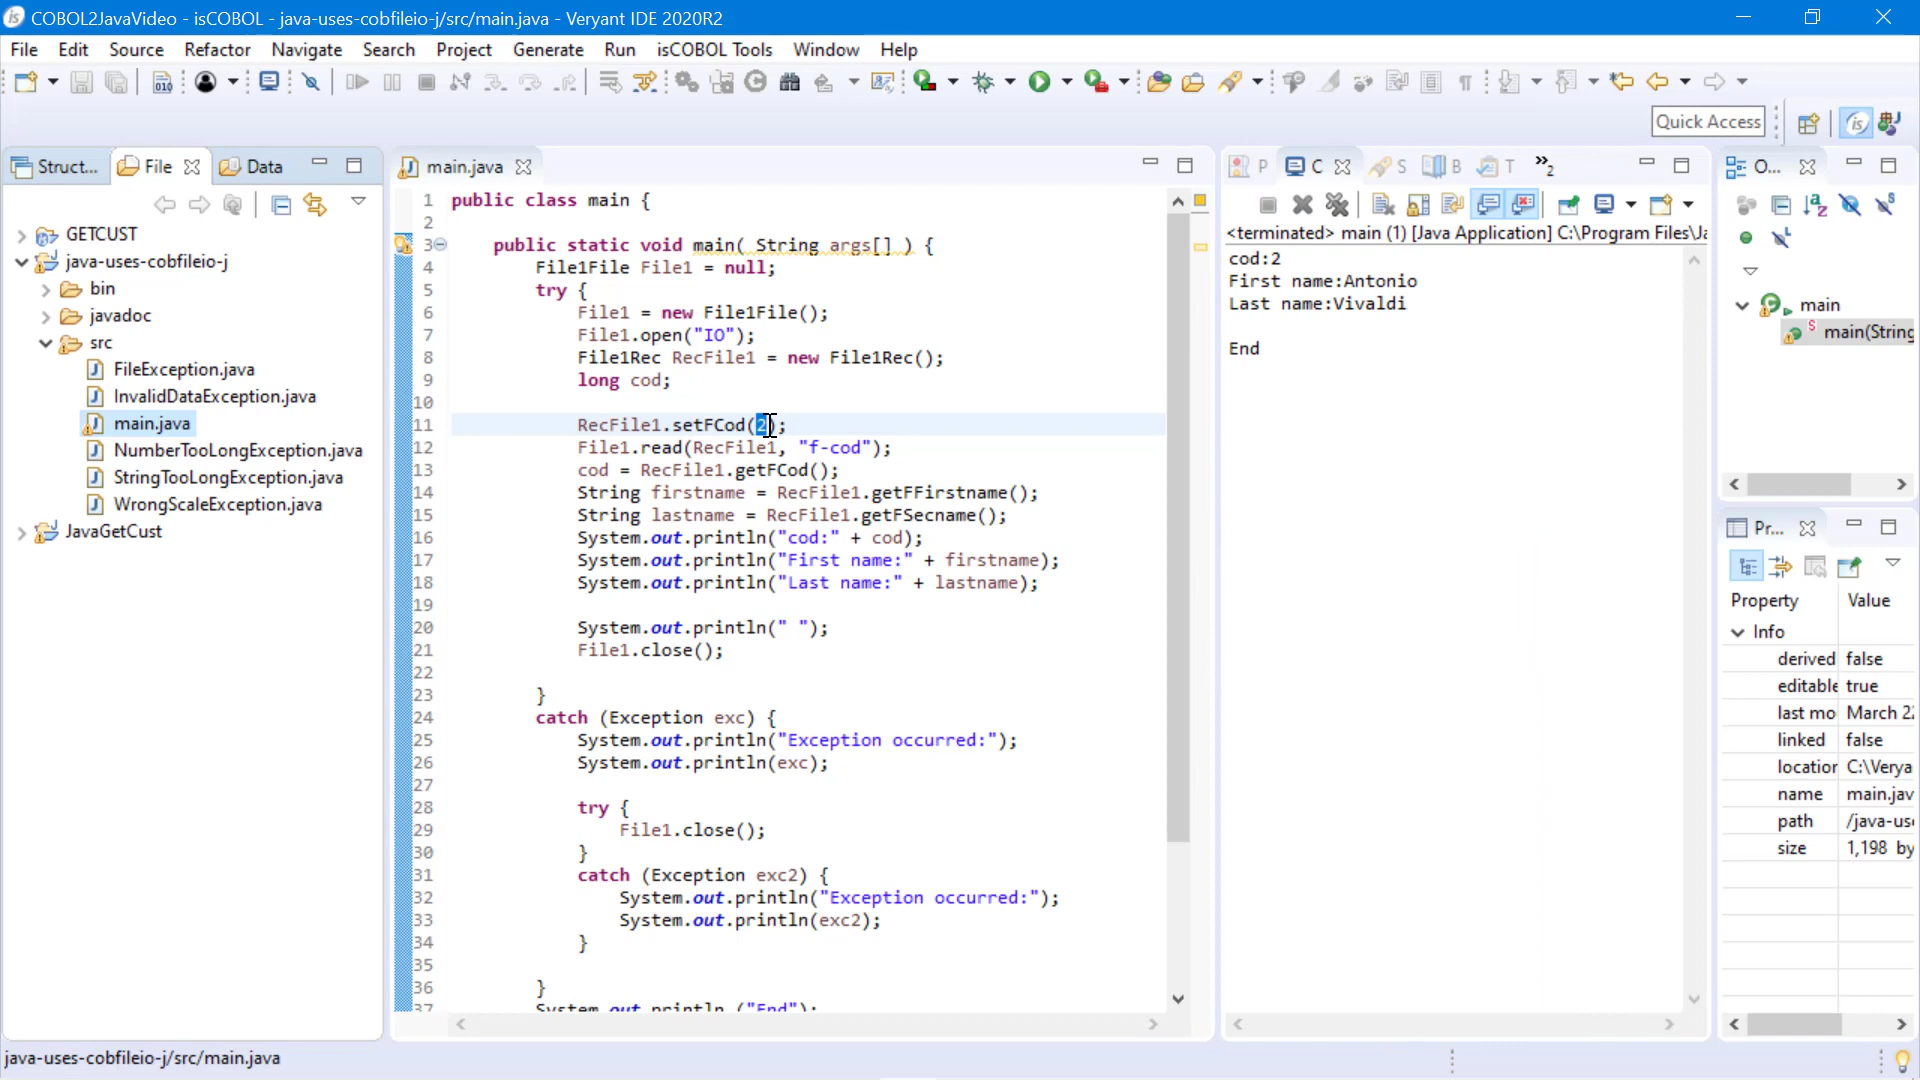 COBOL2JavaVideo - isCOBOL - java-uses-cobfileio-j/src/main.java - Veryant IDE 2020R2
File Edit Source Refactor Navigate Search Project Generate Run isCOBOL Tools Window Help
Quick Access
Struct... File Data
GETCUST
java-uses-cobfileio-j
bin
javadoc
src
FileException.java
InvalidDataException.java
main.java
NumberTooLongException.java
StringTooLongException.java
WrongScaleException.java
JavaGetCust
main.java
1 public class main {
2
3 public static void main( String args[] ) {
4 File1File File1 = null;
5 try {
6 File1 = new File1File();
7 File1.open("IO");
8 File1Rec RecFile1 = new File1Rec();
9 long cod;
10
11 RecFile1.setFCod(2);
12 File1.read(RecFile1, "f-cod");
13 cod = RecFile1.getFCod();
14 String firstname = RecFile1.getFFirstname();
15 String lastname = RecFile1.getFSecname();
16 System.out.println("cod:" + cod);
17 System.out.println("First name:" + firstname);
18 System.out.println("Last name:" + lastname);
19
20 System.out.println(" ");
21 File1.close();
22
23 }
24 catch (Exception exc) {
25 System.out.println("Exception occurred:");
26 System.out.println(exc);
27
28 try {
29 File1.close();
30 }
31 catch (Exception exc2) {
32 System.out.println("Exception occurred:");
33 System.out.println(exc2);
34 }
35
36 }
37 System.out.println ("End");
P C S B T »2
<terminated> main (1) [Java Application] C:\Program Files\Ja
cod:2
First name:Antonio
Last name:Vivaldi
End
O...
main
main(String
Pr...
Property Value
Info
derived false
editable true
last mo March 22
linked false
location C:\Verya
name main.jav
path /java-us
size 1,198 by
java-uses-cobfileio-j/src/main.java